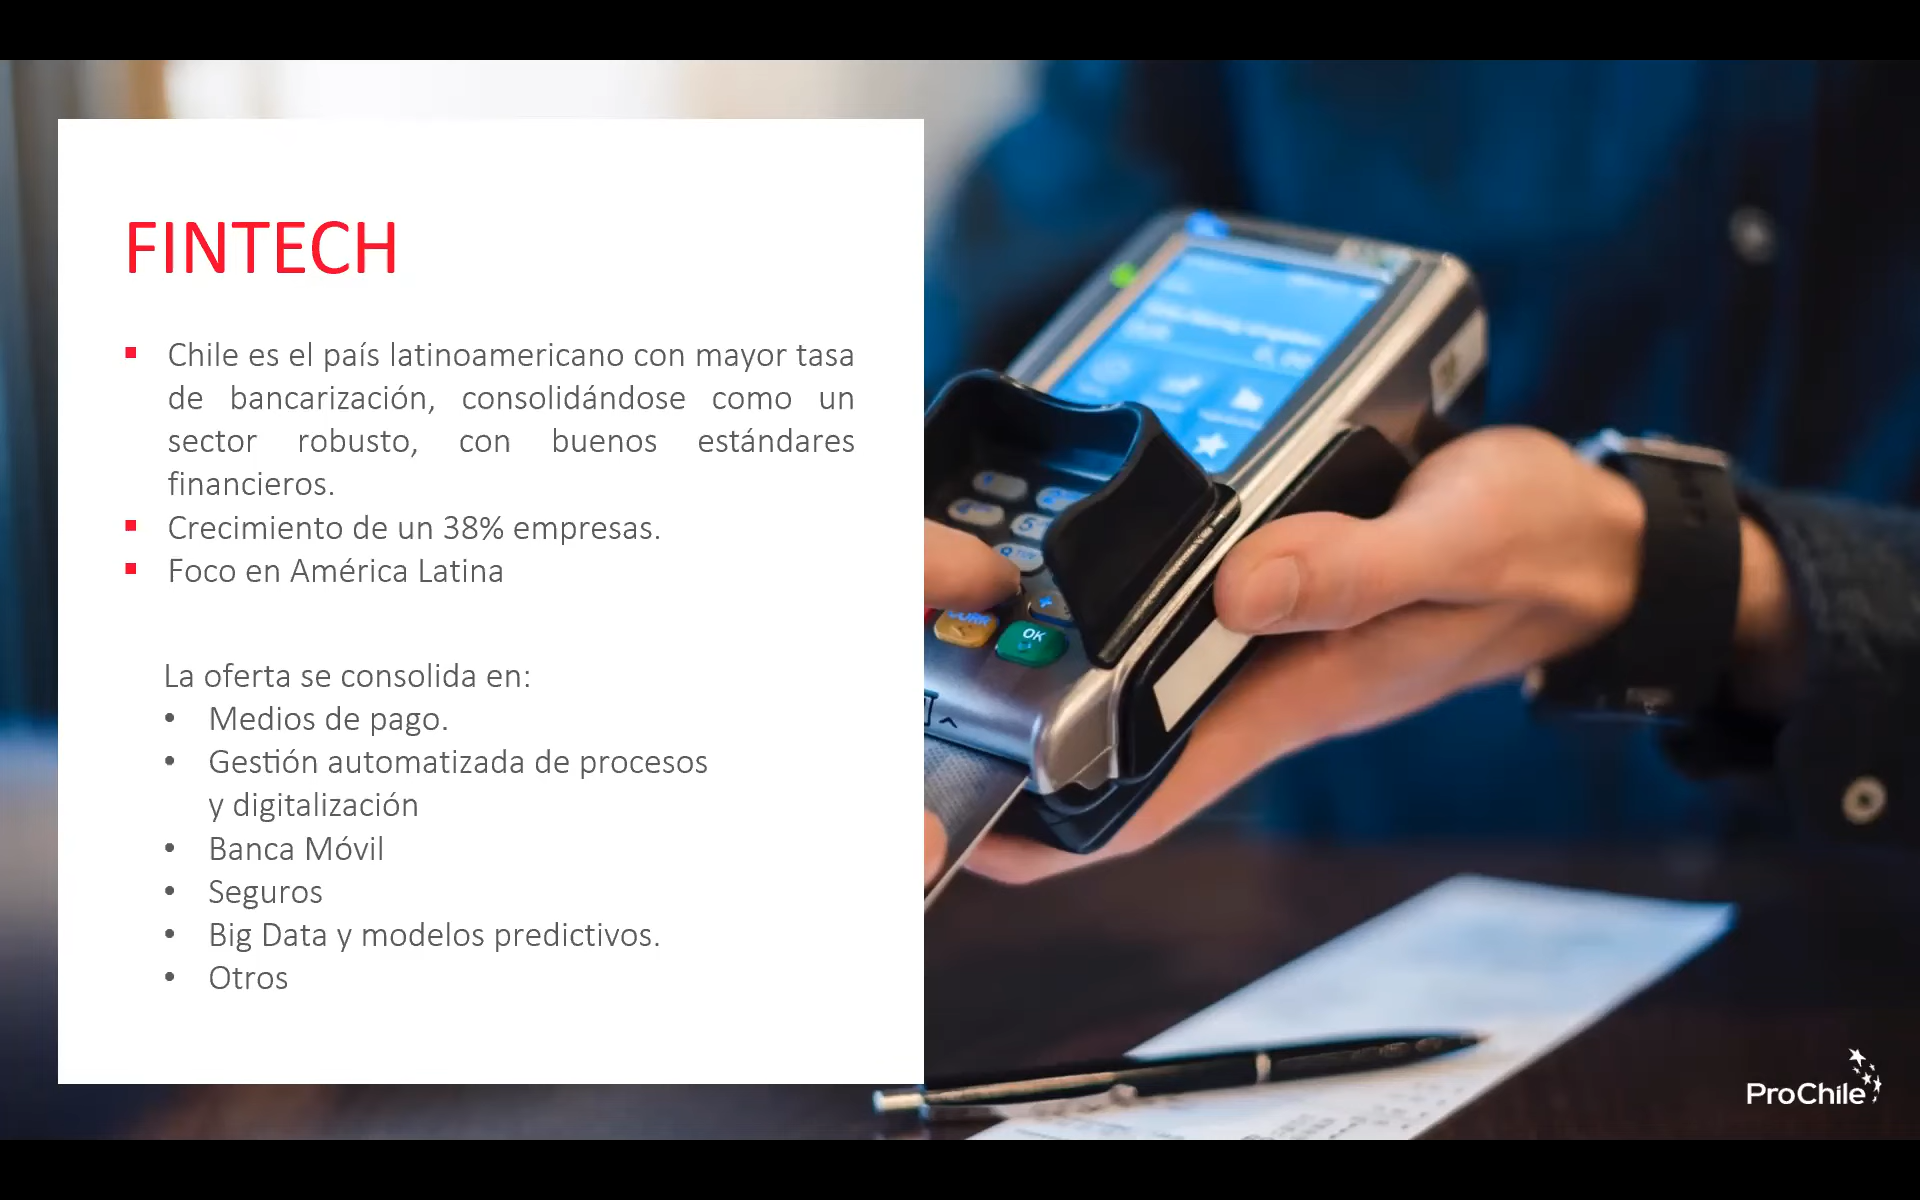 FINTECH
Chile es el país latinoamericano con mayor tasa
de bancarización, consolidándose como un
sector robusto, con buenos estándares
financieros.
Crecimiento de un 38% empresas.
Foco en América Latina
La oferta se consolida en:
Medios de pago.
Gestión automatizada de procesos
y digitalización
Banca Móvil
Seguros
Big Data y modelos predictivos.
Otros
CORR
OK
ProChile